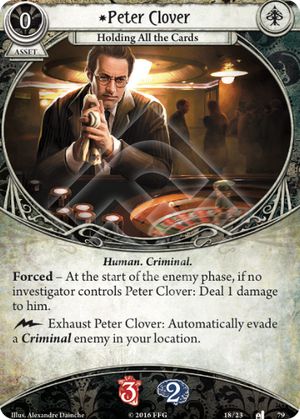 0
*Peter Clover
ASSET
Holding All the Cards
Human. Criminal.
Forced – At the start of the enemy phase, if no
investigator controls Peter Clover: Deal 1 damage
to him.
Exhaust Peter Clover: Automatically evade
a Criminal enemy in your location.
3 2
Illus. Alexandre Dainche © 2016 FFG 18/23 79